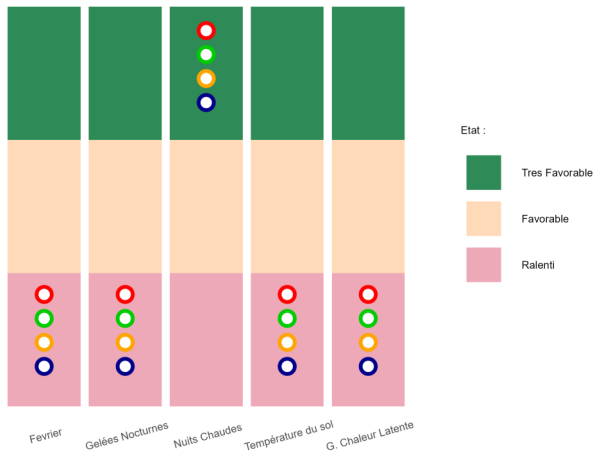 Etat :
Tres Favorable
Favorable
Ralenti
Fevrier
Gelées Nocturnes
Nuits Chaudes
Température du sol
G. Chaleur Latente